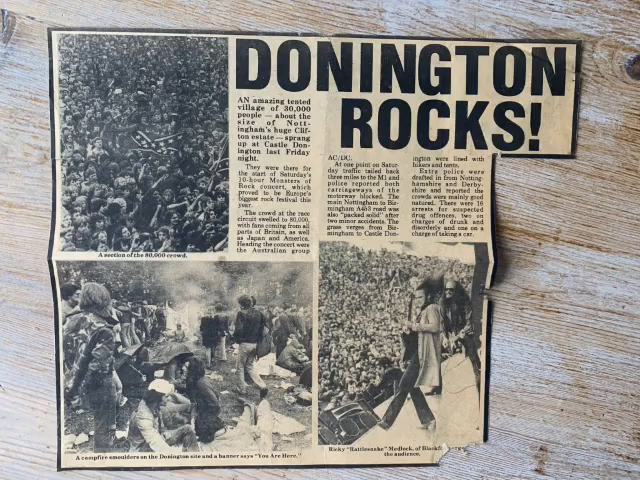 DONINGTON
ROCKS!
AN amazing tented
village of 30,000
people — about the
size of Nott-
ingham's huge Clif-
ton estate — sprang
up at Castle Don-
ington last Friday
night.
They were there for
the start of Saturday's
10-hour Monsters of
Rock concert, which
proved to be Europe's
biggest rock festival this
year.
The crowd at the race
circuit swelled to 80,000,
with fans coming from all
parts of Britain, as well
as Japan and America.
Heading the concert were
the Australian group
AC/DC.
At one point on Satur-
day traffic tailed back
three miles to the M1 and
police reported both
carriageways of the
motorway blocked. The
main Nottingham to Bir-
mingham A453 road was
also "packed solid" after
two minor accidents. The
grass verges from Bir-
mingham to Castle Don-
ington were lined with
hikers and tents.
Extra police were
drafted in from Notting-
hamshire and Derby-
shire and reported the
crowds were mainly good
natured. There were 16
arrests for suspected
drug offences, two on
charges of drunk and
disorderly and one on a
charge of taking a car.
A section of the 80,000 crowd.
A campfire smoulders on the Donington site and a banner says "You Are Here."
Ricky "Rattlesnake" Medlock, of Blackf
the audience.